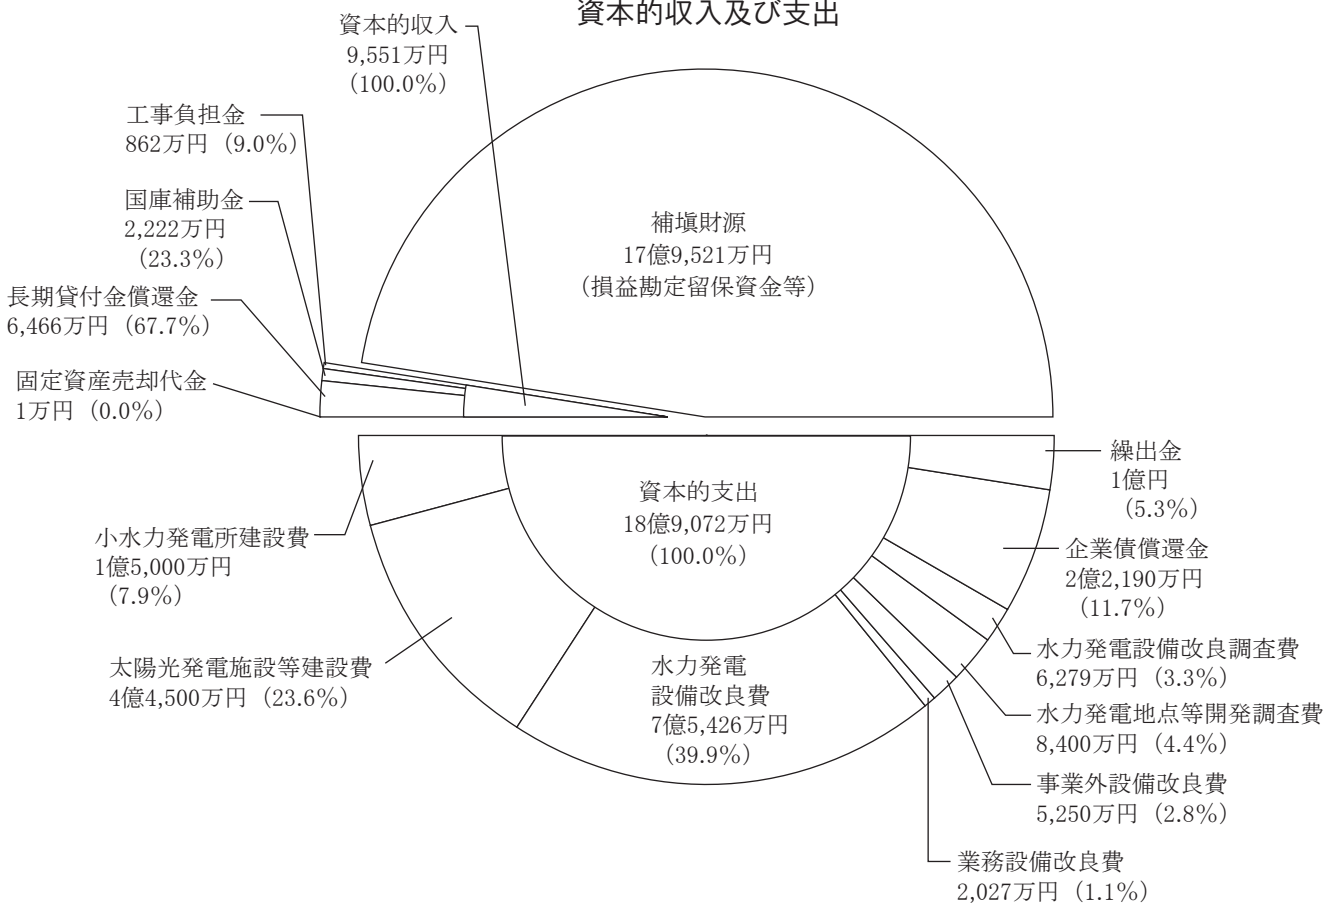 資本的収入及び支出
資本的収入
9,551万円
（100.0%）
工事負担金
862万円（9.0%）
国庫補助金
2,222万円
（23.3%）
長期貸付金償還金
6,466万円（67.7%）
固定資産売却代金
1万円（0.0%）
補塡財源
17億9,521万円
（損益勘定留保資金等）
資本的支出
18億9,072万円
（100.0%）
小水力発電所建設費
1億5,000万円
（7.9%）
太陽光発電施設等建設費
4億4,500万円（23.6%）
水力発電
設備改良費
7億5,426万円
（39.9%）
繰出金
1億円
（5.3%）
企業債償還金
2億2,190万円
（11.7%）
水力発電設備改良調査費
6,279万円（3.3%）
水力発電地点等開発調査費
8,400万円（4.4%）
事業外設備改良費
5,250万円（2.8%）
業務設備改良費
2,027万円（1.1%）